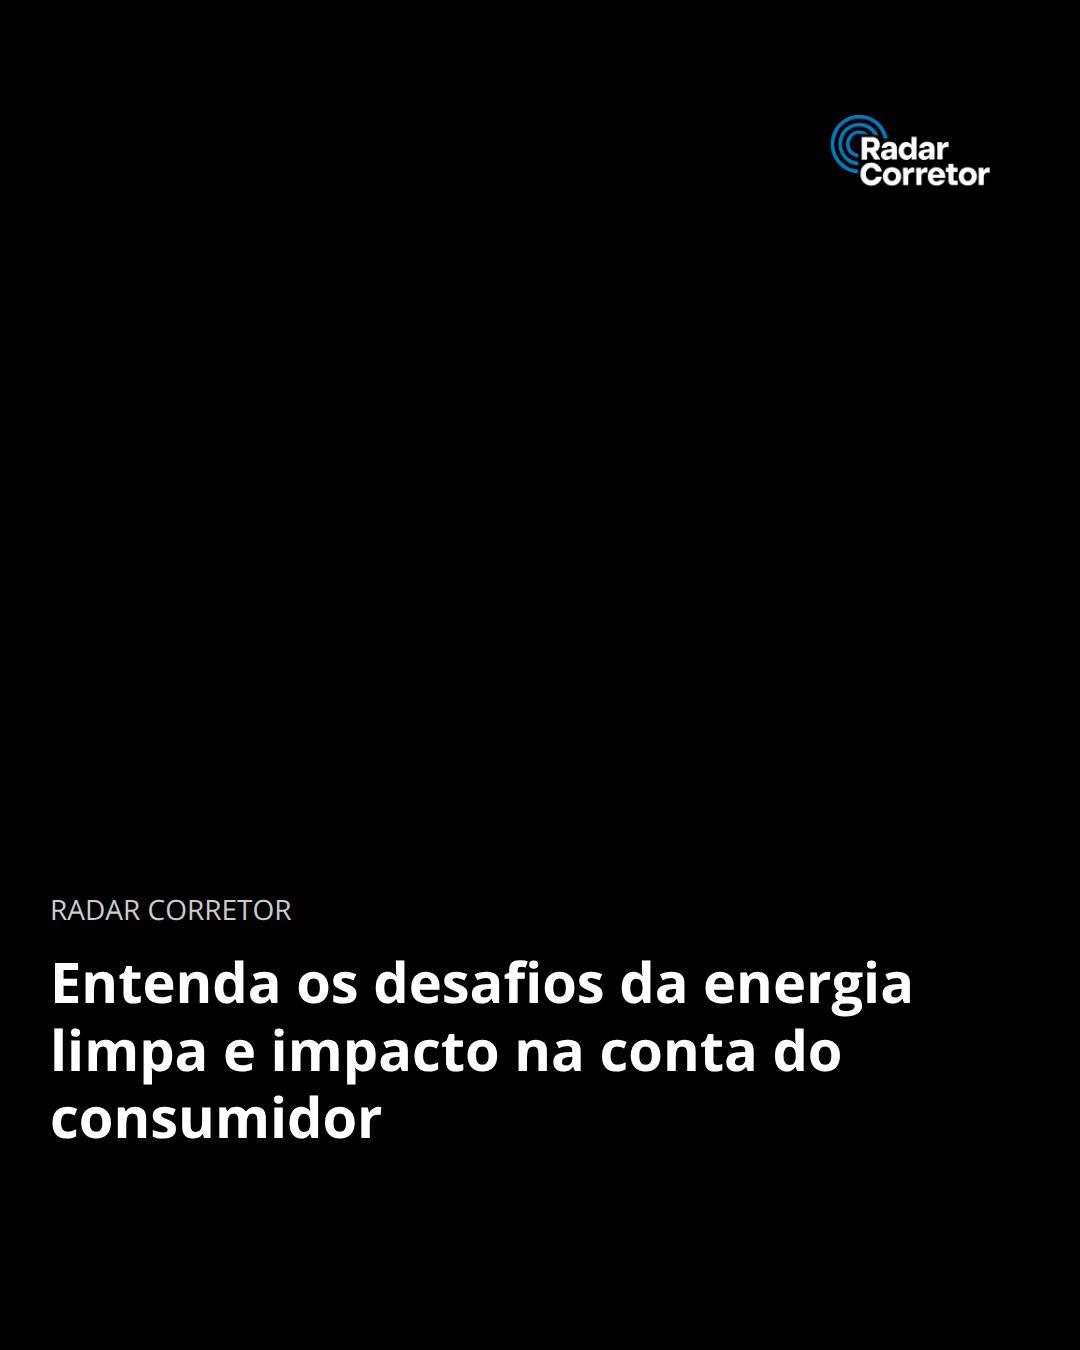 Radar
Corretor
RADAR CORRETOR
Entenda os desafios da energia
limpa e impacto na conta do
consumidor